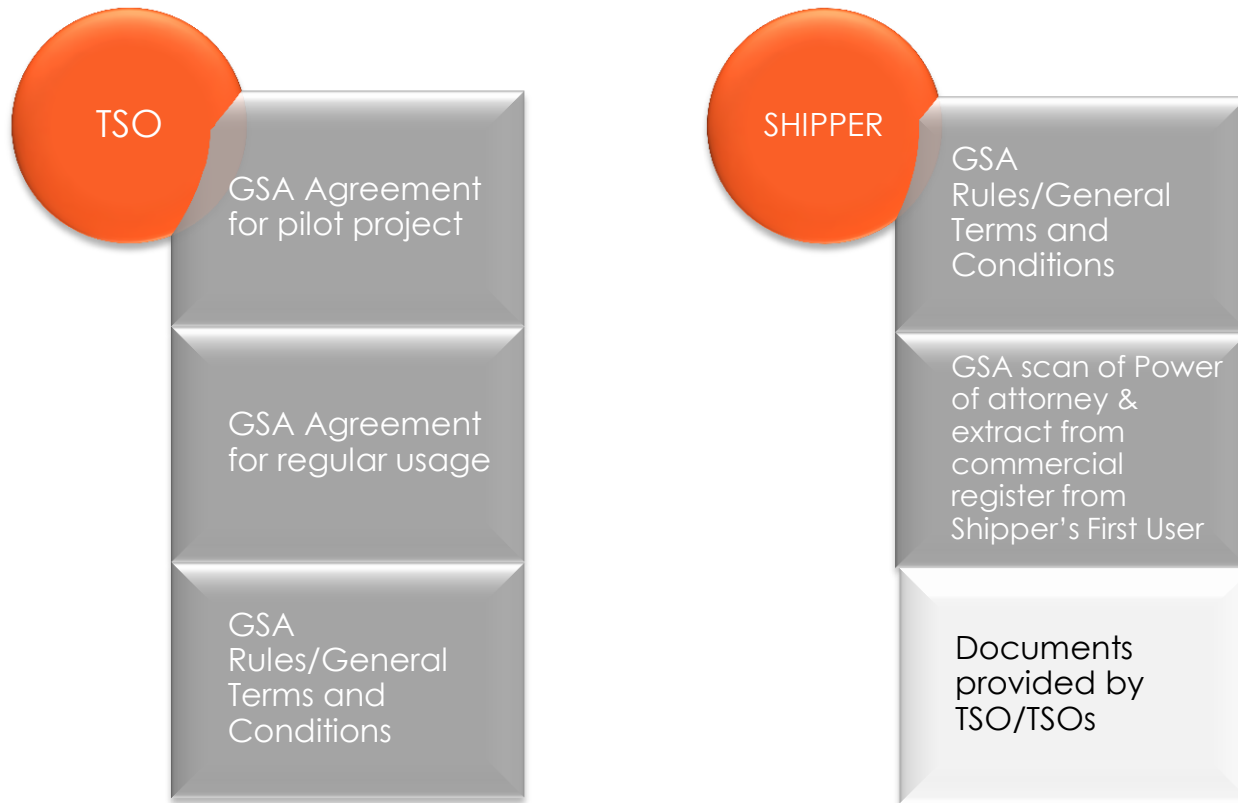 TSO
GSA Agreement
for pilot project
GSA Agreement
for regular usage
GSA
Rules/General
Terms and
Conditions
SHIPPER
GSA
Rules/General
Terms and
Conditions
GSA scan of Power
of attorney &
extract from
commercial
register from
Shipper’s First User
Documents
provided by
TSO/TSOs